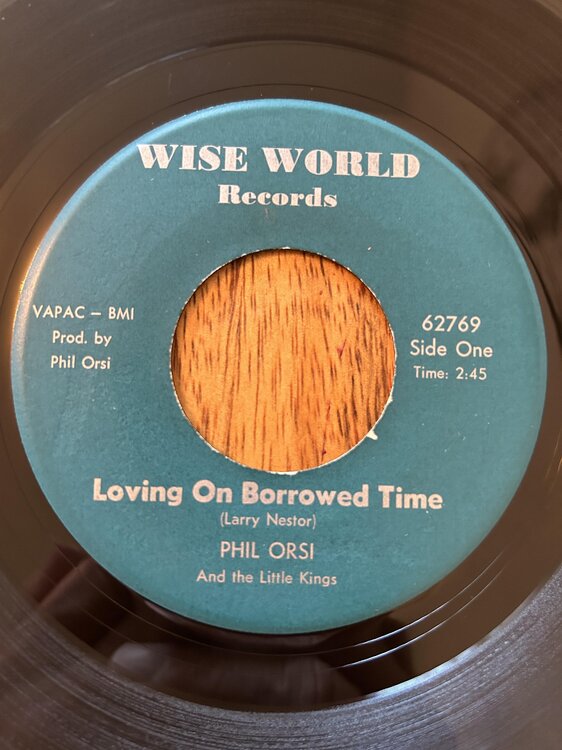 WISE WORLD
Records
VAPAC – BMI
Prod. by
Phil Orsi
62769
Side One
Time: 2:45
Loving On Borrowed Time
(Larry Nestor)
PHIL ORSI
And the Little Kings